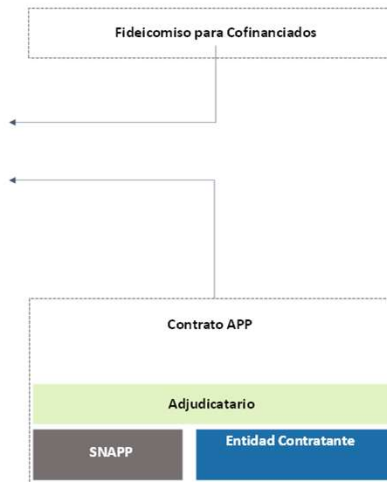 Fideicomiso para Cofinanciados
Contrato APP
Adjudicatario
SNAPP
Entidad Contratante